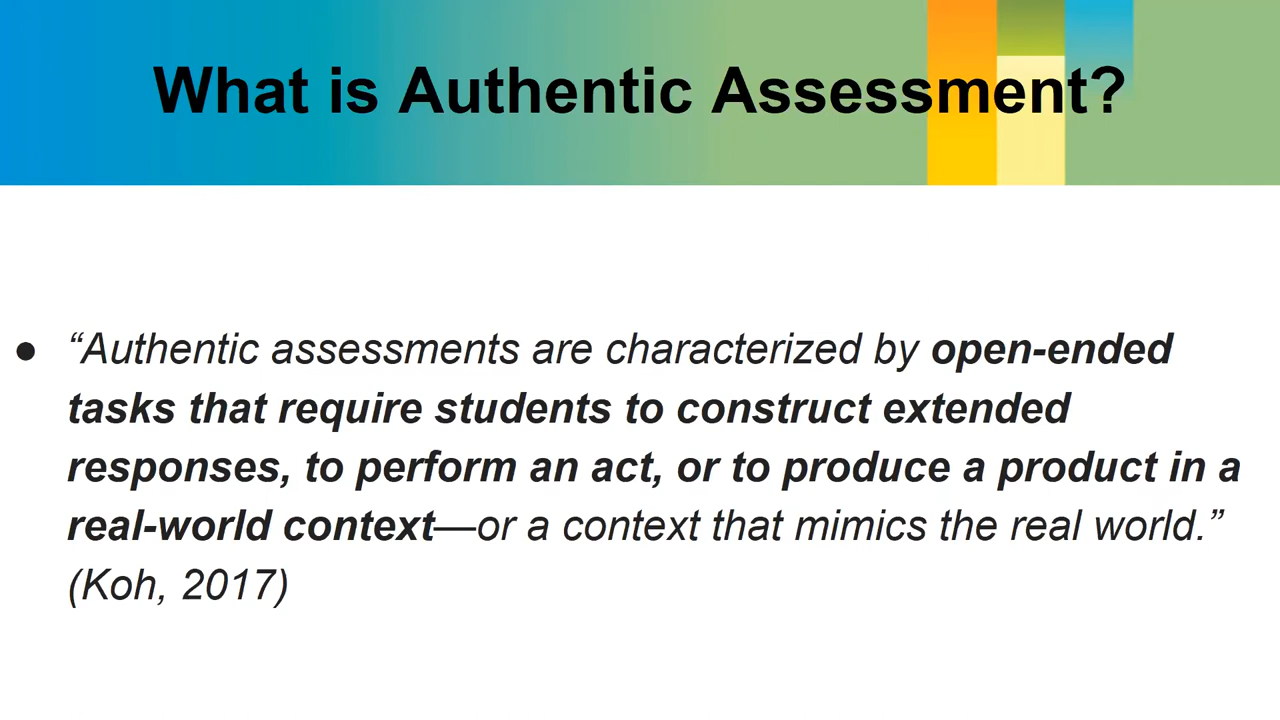 What is Authentic Assessment?
● “Authentic assessments are characterized by open-ended
tasks that require students to construct extended
responses, to perform an act, or to produce a product in a
real-world context—or a context that mimics the real world.”
(Koh, 2017)